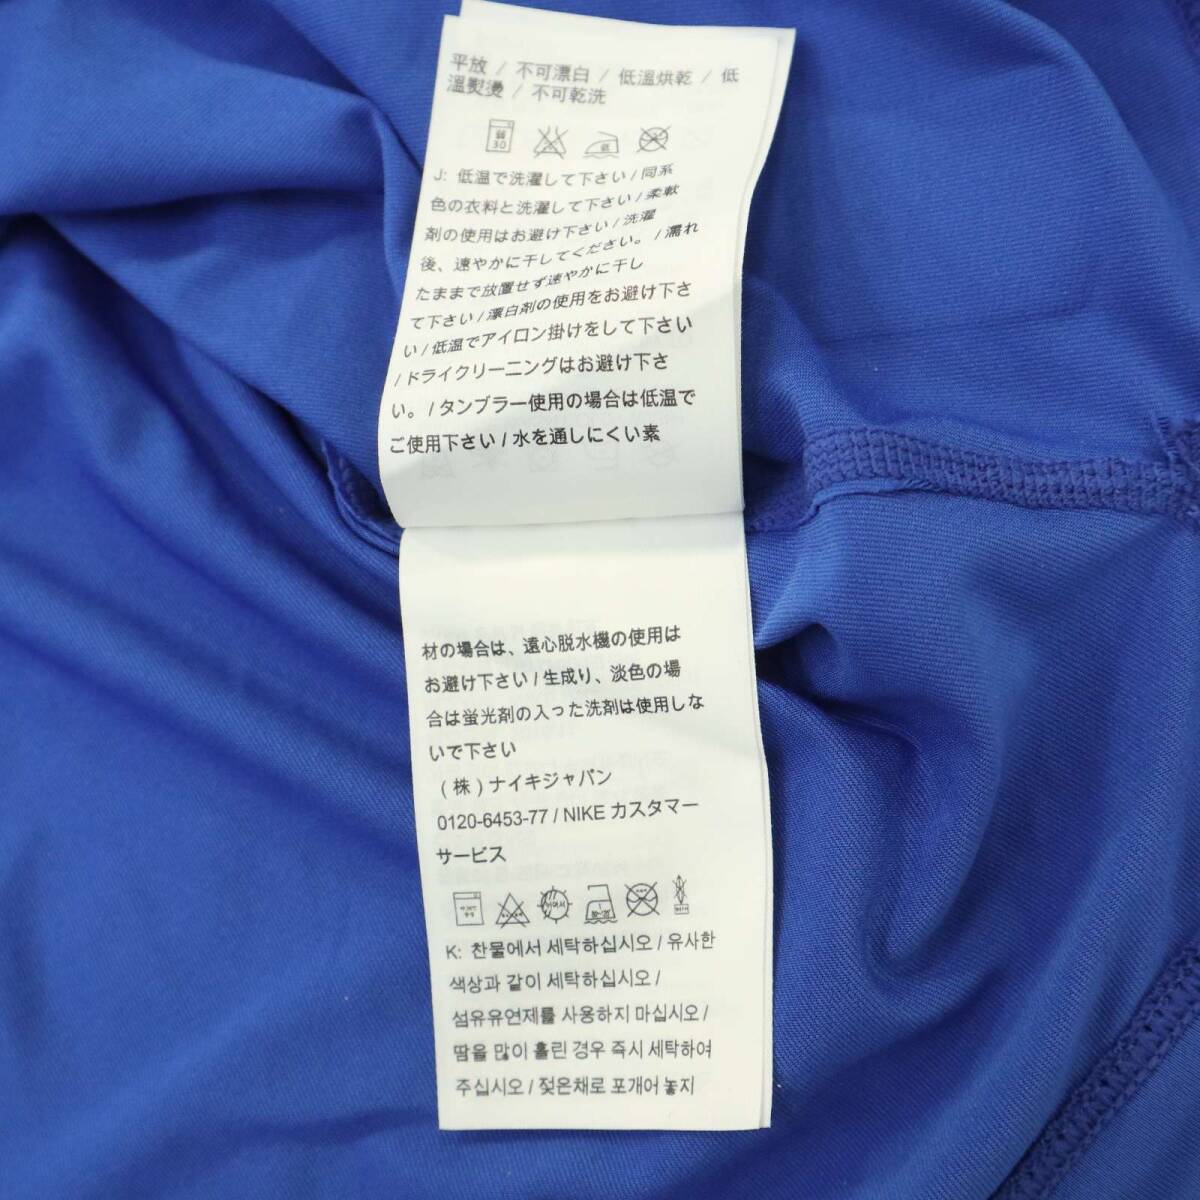 平放 / 不可漂白 / 低溫烘乾 / 低
溫熨燙 / 不可乾洗
弱
30
低
J: 低温で洗濯して下さい / 同系
色の衣料と洗濯して下さい / 柔軟
剤の使用はお避け下さい / 洗濯
後、速やかに干してください。 / 濡れ
たままで放置せず速やかに干し
て下さい / 漂白剤の使用をお避け下さ
い / 低温でアイロン掛けをして下さい
/ ドライクリーニングはお避け下さ
い。 / タンブラー使用の場合は低温で
ご使用下さい / 水を通しにくい素
材の場合は、遠心脱水機の使用は
お避け下さい / 生成り、淡色の場
合は蛍光剤の入った洗剤は使用しな
いで下さい
(株) ナイキジャパン
0120-6453-77 / NIKE カスタマー
サービス
K: 찬물에서 세탁하십시오 / 유사한
색상과 같이 세탁하십시오 /
섬유유연제를 사용하지 마십시오 /
땀을 많이 흘린 경우 즉시 세탁하여
주십시오 / 젖은채로 포개어 놓지